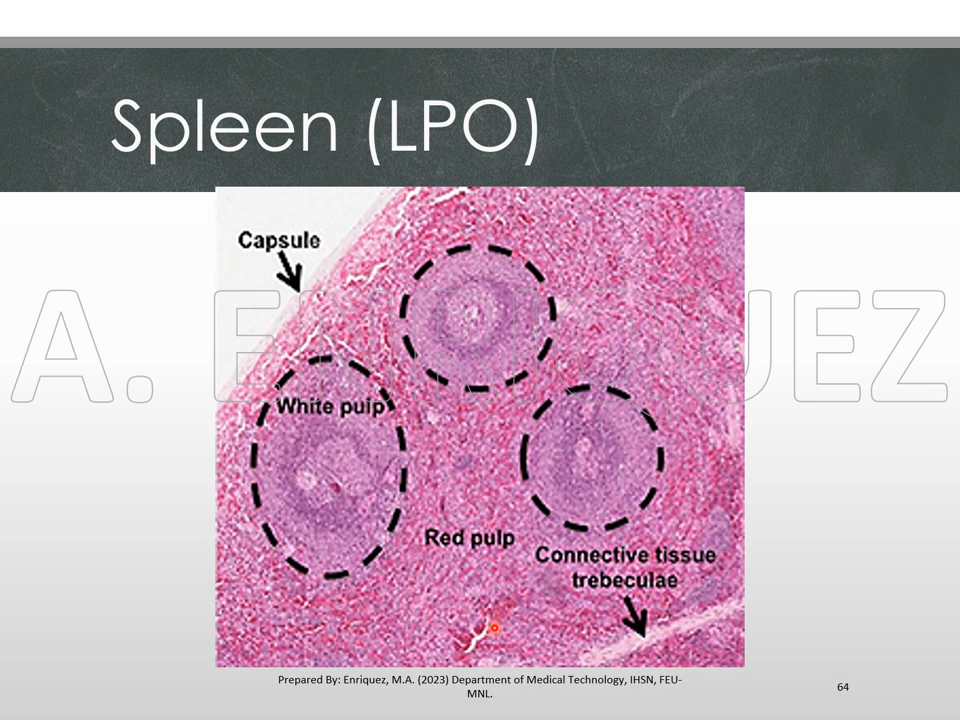 Spleen (LPO)
Capsule
White pulp
Red pulp
Connective tissue
trebeculae
Prepared By: Enriquez, M.A. (2023) Department of Medical Technology, IHSN, FEU-
MNL.
64
A. ENRIQUEZ